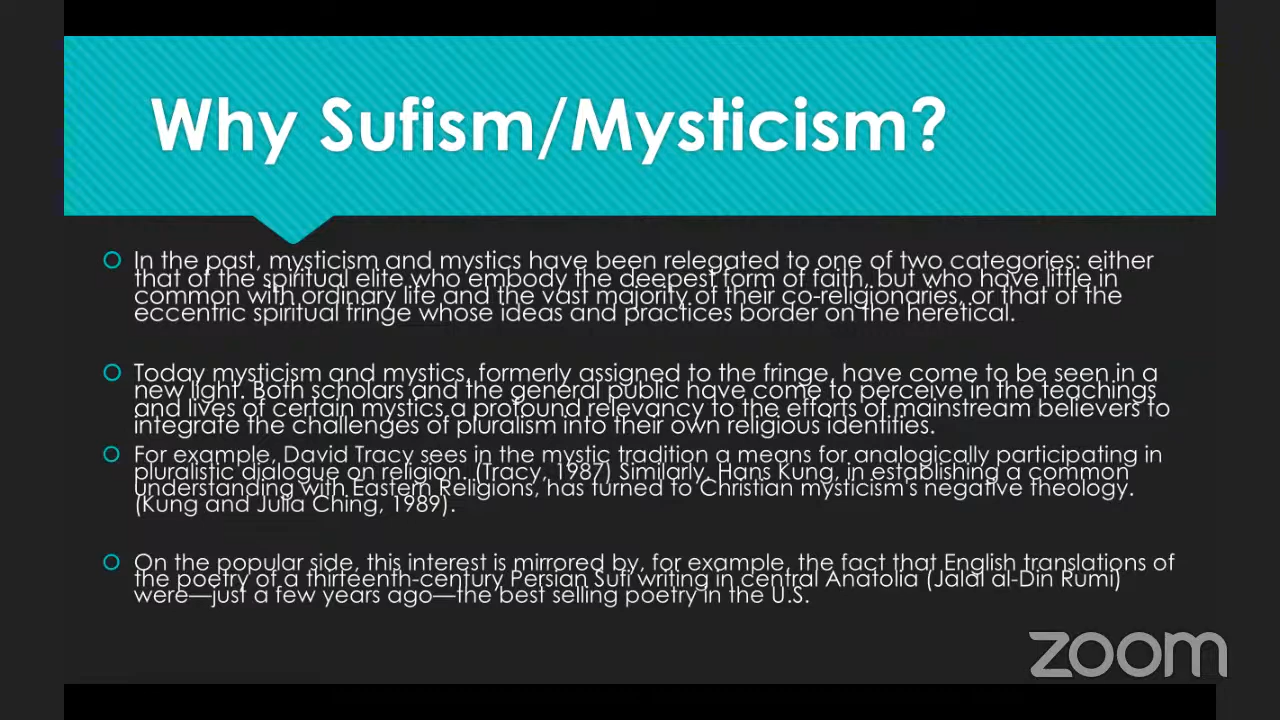 Why Sufism/Mysticism?
In the past, mysticism and mystics have been relegated to one of two categories: either
that of the spiritual elite who embody the deepest form of faith, but who have little in
common with ordinary life and the vast majority of their co-religionaries, or that of the
eccentric spiritual fringe whose ideas and practices border on the heretical.
Today mysticism and mystics, formerly assigned to the fringe, have come to be seen in a
new light. Both scholars and the general public have come to perceive in the teachings
and lives of certain mystics a profound relevancy to the efforts of mainstream believers to
integrate the challenges of pluralism into their own religious identities.
For example, David Tracy sees in the mystic tradition a means for analogically participating in
pluralistic dialogue on religion. (Tracy, 1987) Similarly, Hans Kung, in establishing a common
understanding with Eastern Religions, has turned to Christian mysticism's negative theology.
(Kung and Julia Ching, 1989).
On the popular side, this interest is mirrored by, for example, the fact that English translations of
the poetry of a thirteenth-century Persian Sufi writing in central Anatolia (Jalal al-Din Rumi)
were—just a few years ago—the best selling poetry in the U.S.
zoom